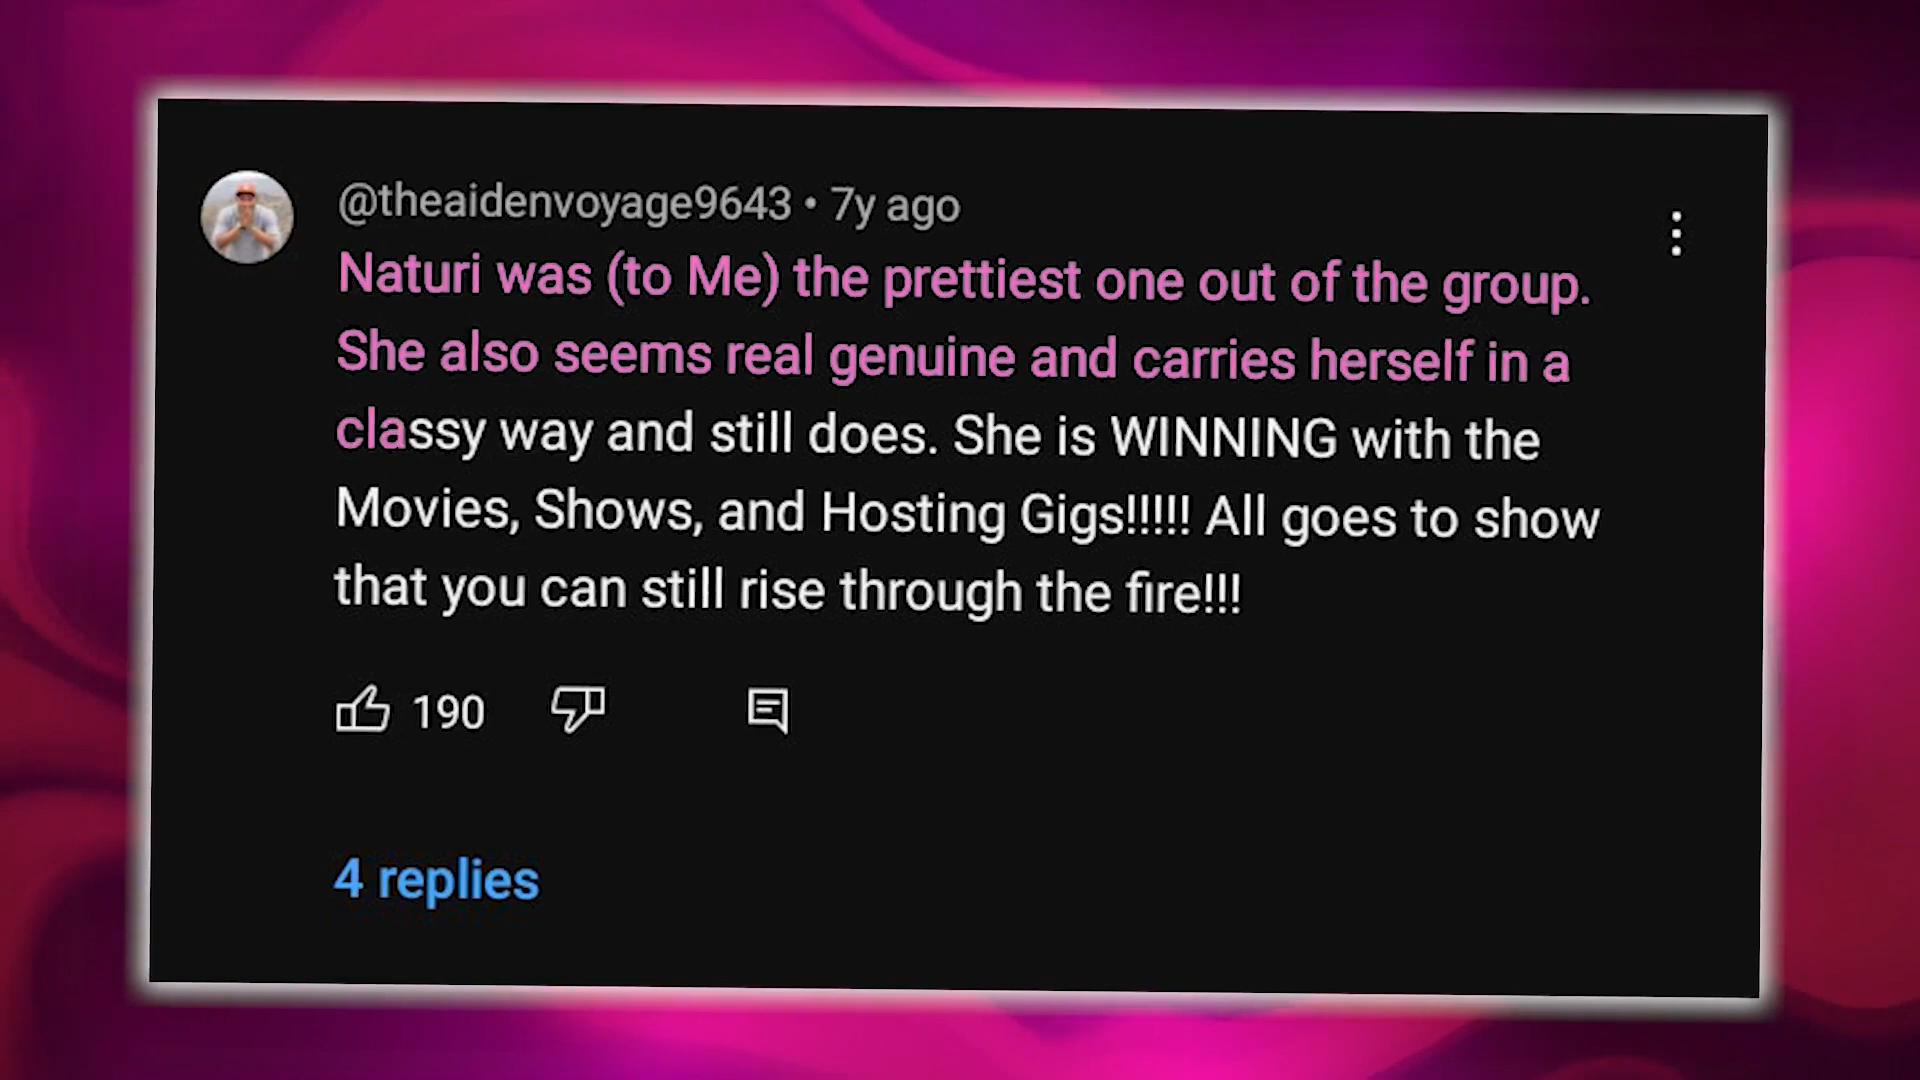 @theaidenvoyage9643 • 7y ago
Naturi was (to Me) the prettiest one out of the group.
She also seems real genuine and carries herself in a
classy way and still does. She is WINNING with the
Movies, Shows, and Hosting Gigs!!!!! All goes to show
that you can still rise through the fire!!!
190
4 replies